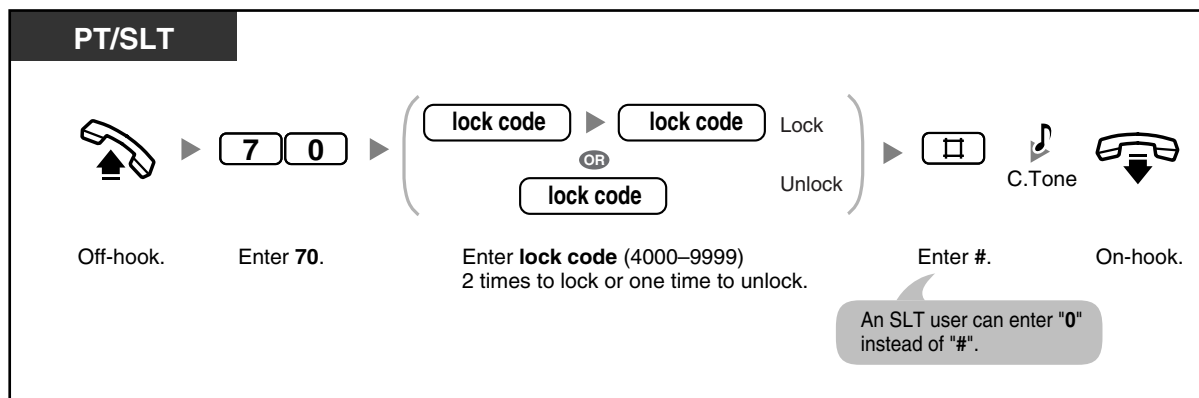 PT/SLT
7 0
lock code lock code Lock
OR
lock code Unlock
#
C.Tone
Off-hook.
Enter 70.
Enter lock code (4000–9999)
2 times to lock or one time to unlock.
Enter #.
On-hook.
An SLT user can enter "0"
instead of "#".